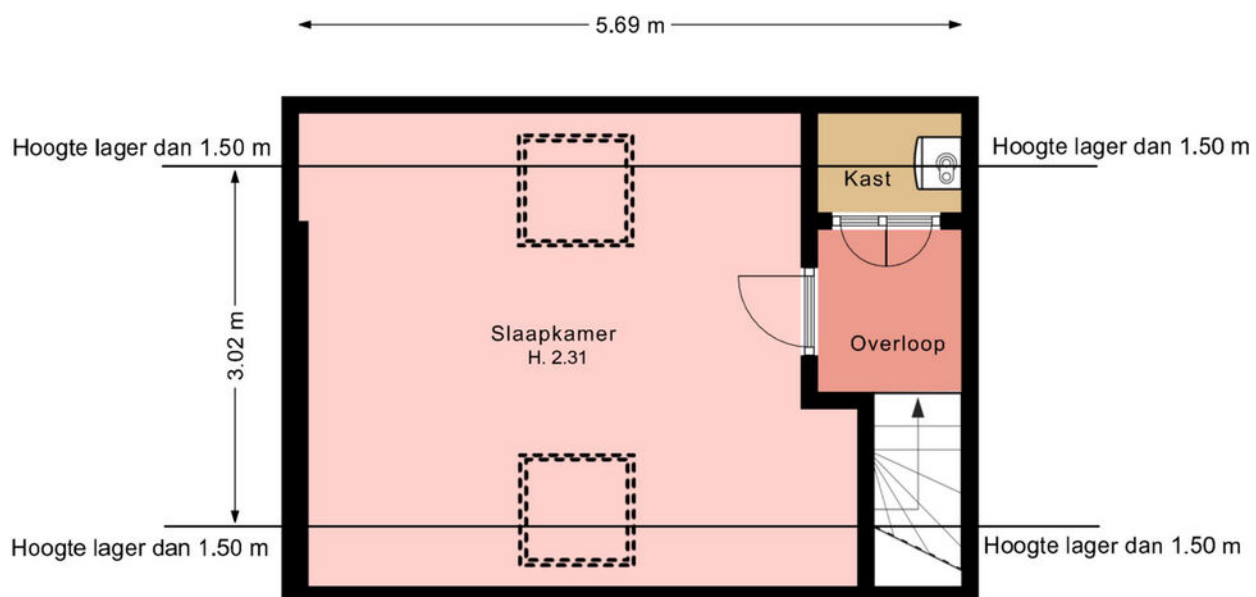 5.69 m
Hoogte lager dan 1.50 m
Hoogte lager dan 1.50 m
Kast
3.02 m
Slaapkamer
H. 2.31
Overloop
Hoogte lager dan 1.50 m
Hoogte lager dan 1.50 m